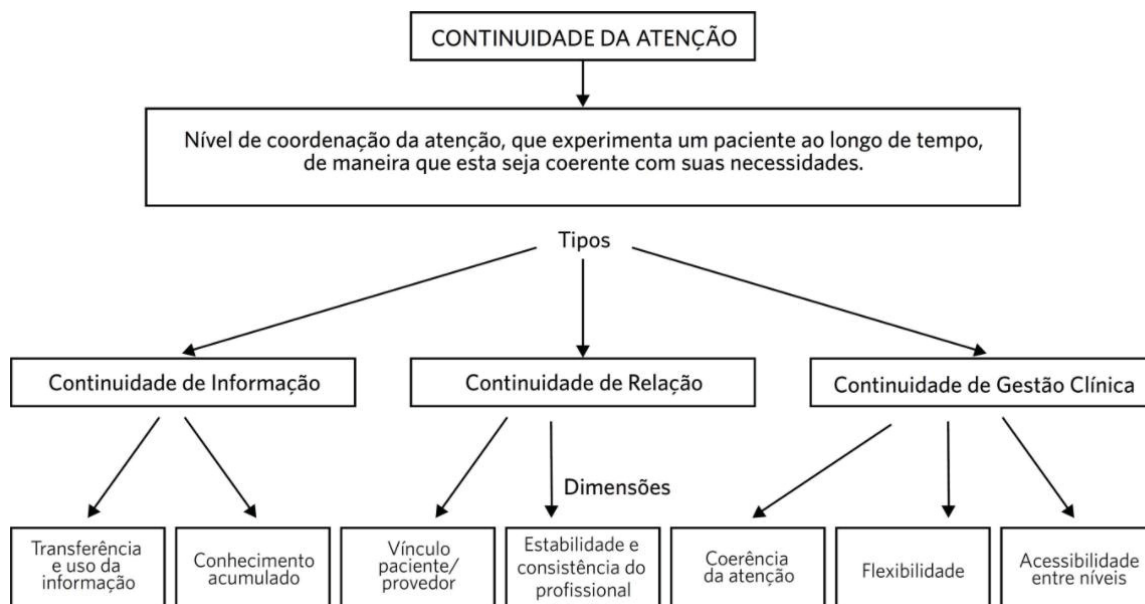 CONTINUIDADE DA ATENÇÃO
Nível de coordenação da atenção, que experimenta um paciente ao longo de tempo,
de maneira que esta seja coerente com suas necessidades.
Tipos
Continuidade de Informação
Continuidade de Relação
Continuidade de Gestão Clínica
Dimensões
Transferência
e uso da
informação
Conhecimento
acumulado
Vínculo
paciente/
provedor
Estabilidade e
consistência do
profissional
Coerência
da atenção
Flexibilidade
Acessibilidade
entre níveis